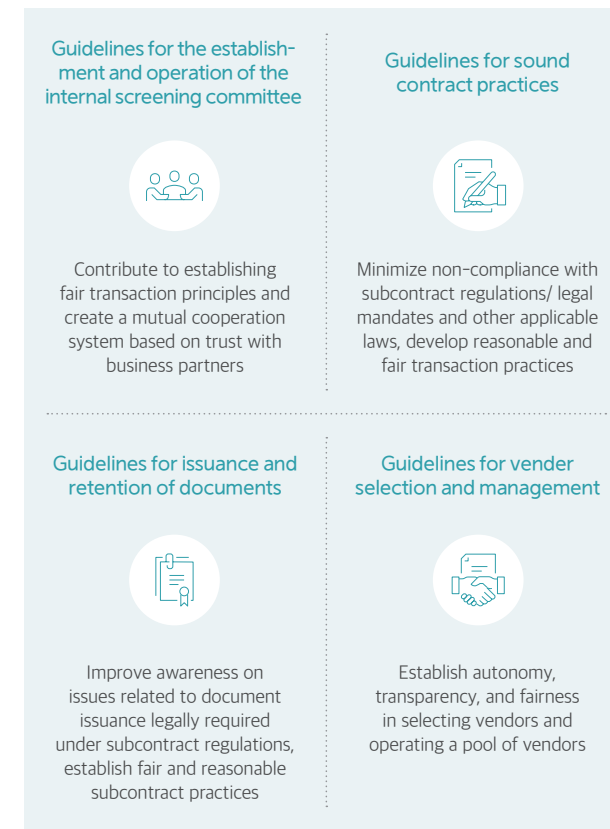 Guidelines for the establish-
ment and operation of the
internal screening committee
Contribute to establishing
fair transaction principles and
create a mutual cooperation
system based on trust with
business partners
Guidelines for sound
contract practices
Minimize non-compliance with
subcontract regulations/ legal
mandates and other applicable
laws, develop reasonable and
fair transaction practices
Guidelines for issuance and
retention of documents
Improve awareness on
issues related to document
issuance legally required
under subcontract regulations,
establish fair and reasonable
subcontract practices
Guidelines for vender
selection and management
Establish autonomy,
transparency, and fairness
in selecting vendors and
operating a pool of vendors